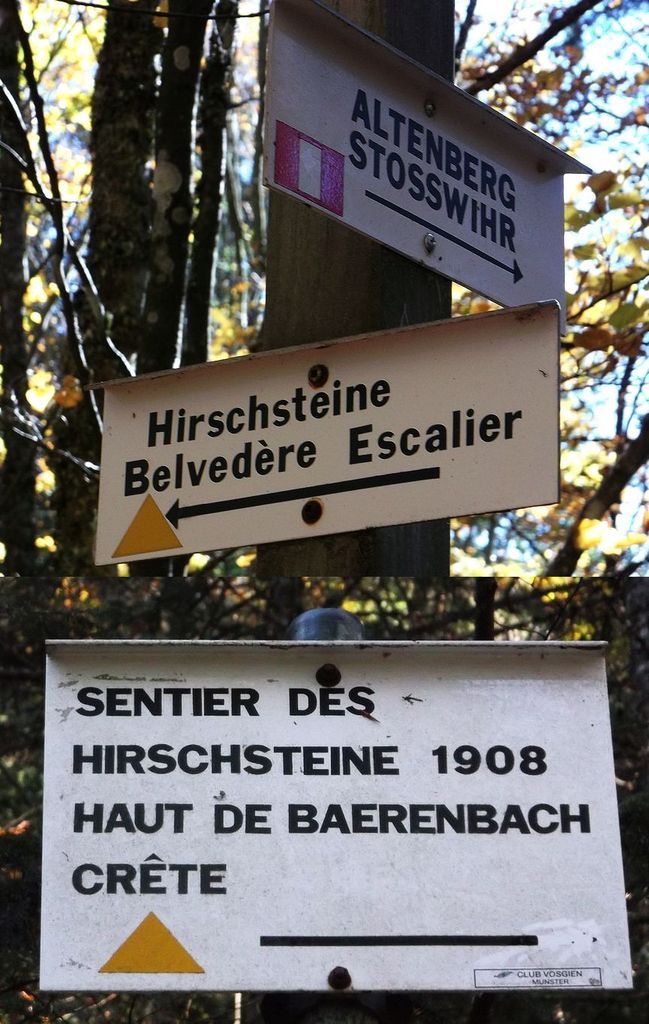 ALTENBERG
STOSSWIHR
Hirschsteine
Belvedère Escalier
SENTIER DES
HIRSCHSTEINE 1908
HAUT DE BAERENBACH
CRÊTE
CLUB VOSGIEN
MUNSTER